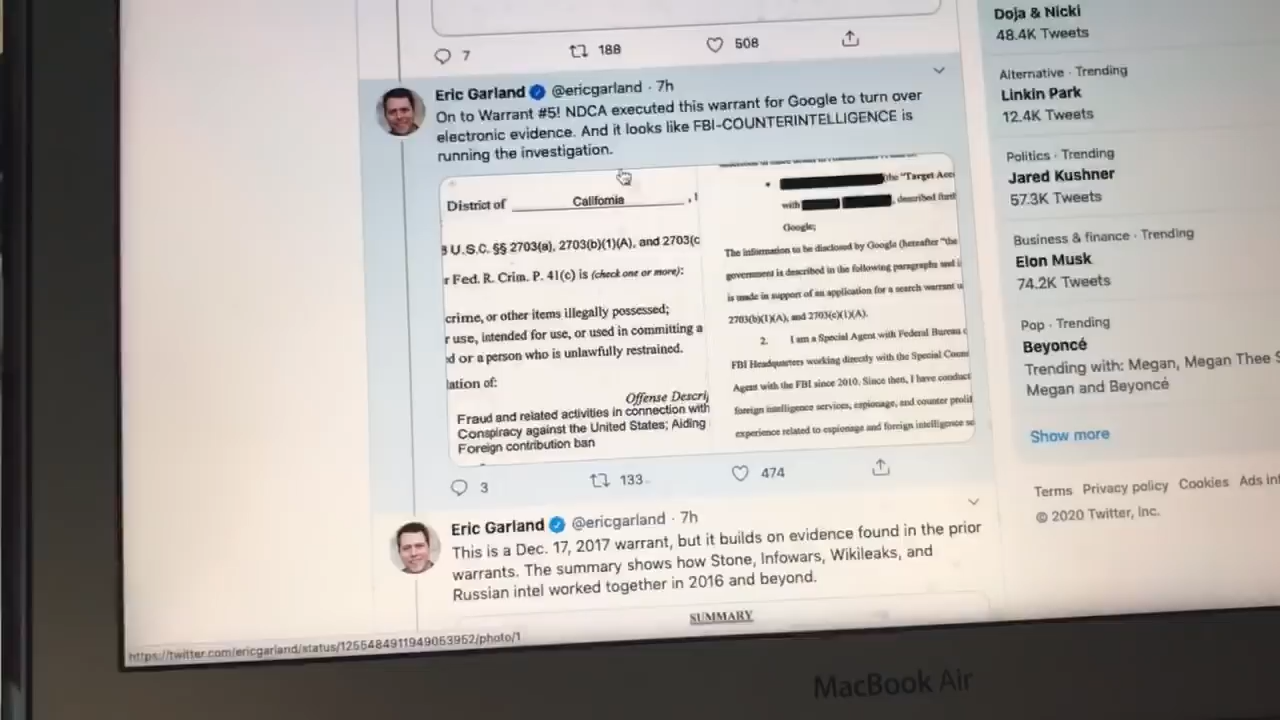 7 188 508
Eric Garland @ericgarland · 7h
On to Warrant #5! NDCA executed this warrant for Google to turn over
electronic evidence. And it looks like FBI-COUNTERINTELLIGENCE is
running the investigation.
District of California
U.S.C. §§ 2703(a), 2703(b)(1)(A), and 2703(c
r Fed. R. Crim. P. 41(c) is (check one or more):
crime, or other items illegally possessed;
r use, intended for use, or used in committing a
d or a person who is unlawfully restrained.
lation of:
Offense Descri
Fraud and related activities in connection with
Conspiracy against the United States; Aiding
Foreign contribution ban
(the "Target Acc
with , described furt
Google;
The information to be disclosed by Google (hereafter "the
government is described in the following paragraphs and i
is made in support of an application for a search warrant u
2703(b)(1)(A), and 2703(c)(1)(A).
2. I am a Special Agent with Federal Bureau o
FBI Headquarters working directly with the Special Couns
Agent with the FBI since 2010. Since then, I have conduct
foreign intelligence services, espionage, and counter prolif
experience related to espionage and foreign intelligence se
3 133 474
Eric Garland @ericgarland · 7h
This is a Dec. 17, 2017 warrant, but it builds on evidence found in the prior
warrants. The summary shows how Stone, Infowars, Wikileaks, and
Russian intel worked together in 2016 and beyond.
SUMMARY
https://twitter.com/ericgarland/status/1255484911949053952/photo/1
Doja & Nicki
48.4K Tweets
Alternative · Trending
Linkin Park
12.4K Tweets
Politics · Trending
Jared Kushner
57.3K Tweets
Business & finance · Trending
Elon Musk
74.2K Tweets
Pop · Trending
Beyoncé
Trending with: Megan, Megan Thee S
Megan and Beyoncé
Show more
Terms Privacy policy Cookies Ads inf
© 2020 Twitter, Inc.
MacBook Air